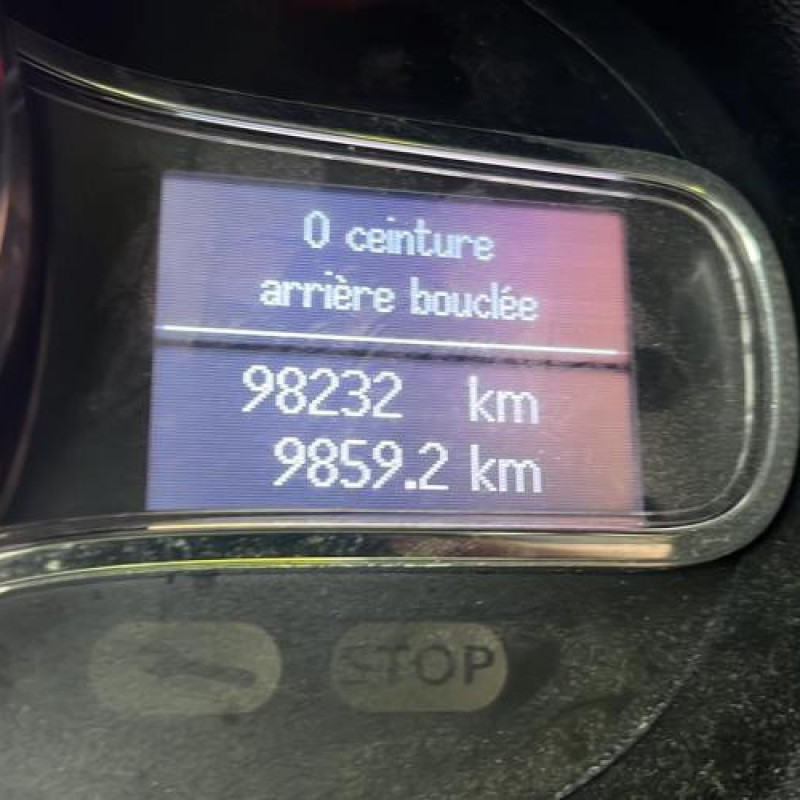 0 ceinture
arrière bouclée
98232 km
9859.2 km
STOP